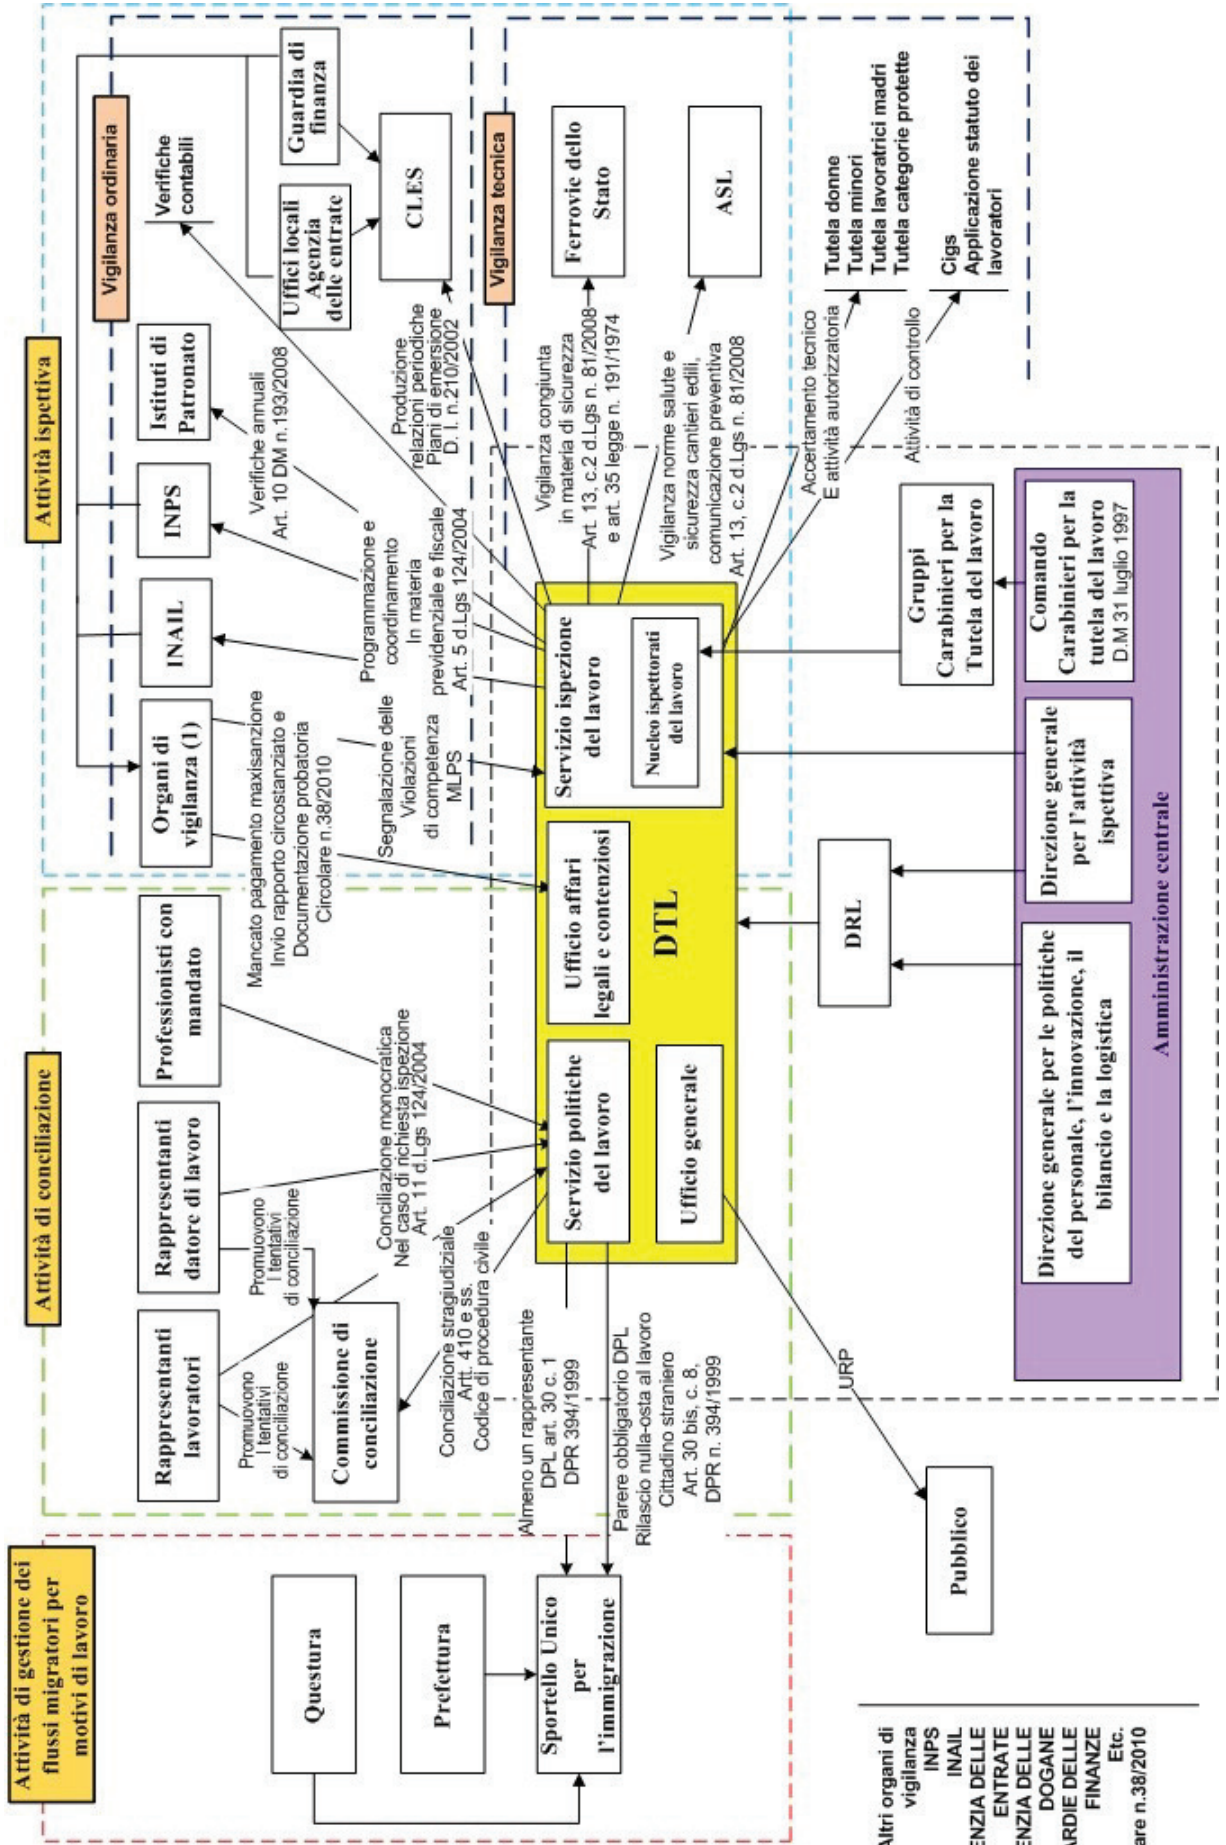 Attività di gestione dei
flussi migratori per
motivi di lavoro
Attività di conciliazione
Attività ispettiva
Vigilanza ordinaria
Vigilanza tecnica
Questura
Prefettura
Sportello Unico
per
l'immigrazione
Rappresentanti
lavoratori
Rappresentanti
datore di lavoro
Professionisti con
mandato
Promuovono
I tentativi
di conciliazione
Promuovono
I tentativi
di conciliazione
Commissione di
conciliazione
Conciliazione monocratica
Nel caso di richiesta ispezione
Art. 11 d.Lgs 124/2004
Conciliazione stragiudiziale
Artt. 410 e ss.
Codice di procedura civile
Almeno un rappresentante
DPL art. 30 c. 1
DPR 394/1999
Parere obbligatorio DPL
Rilascio nulla-osta al lavoro
Cittadino straniero
Art. 30 bis, c. 8,
DPR n. 394/1999
Organi di
vigilanza (1)
INAIL
INPS
Istituti di
Patronato
Verifiche
contabili
Guardia di
finanza
Uffici locali
Agenzia
delle entrate
CLES
Mancato pagamento maxisanzione
Invio rapporto circostanziato e
Documentazione probatoria
Circolare n.38/2010
Segnalazione delle
Violazioni
di competenza
MLPS
Programmazione e
coordinamento
In materia
previdenziale e fiscale
Art. 5 d.Lgs 124/2004
Verifiche annuali
Art. 10 DM n.193/2008
Produzione
relazioni periodiche
Piani di emersione
D. l. n.210/2002
Ferrovie dello
Stato
ASL
Vigilanza congiunta
in materia di sicurezza
Art. 13, c.2 d.Lgs n. 81/2008
e art. 35 legge n. 191/1974
Vigilanza norme salute e
sicurezza cantieri edili,
comunicazione preventiva
Art. 13, c.2 d.Lgs n. 81/2008
Accertamento tecnico
E attività autorizzatoria
Tutela donne
Tutela minori
Tutela lavoratrici madri
Tutela categorie protette
Attività di controllo
Cigs
Applicazione statuto dei
lavoratori
Servizio politiche
del lavoro
Ufficio affari
legali e contenziosi
Servizio ispezione
del lavoro
Nucleo ispettorati
del lavoro
Ufficio generale
DTL
URP
Pubblico
DRL
Gruppi
Carabinieri per la
Tutela del lavoro
Direzione generale per le politiche
del personale, l'innovazione, il
bilancio e la logistica
Direzione generale
per l'attività
ispettiva
Comando
Carabinieri per la
tutela del lavoro
D.M 31 luglio 1997
Amministrazione centrale
Altri organi di
vigilanza
INPS
INAIL
ENZIA DELLE
ENTRATE
ENZIA DELLE
DOGANE
ARDIE DELLE
FINANZE
Etc.
are n.38/2010